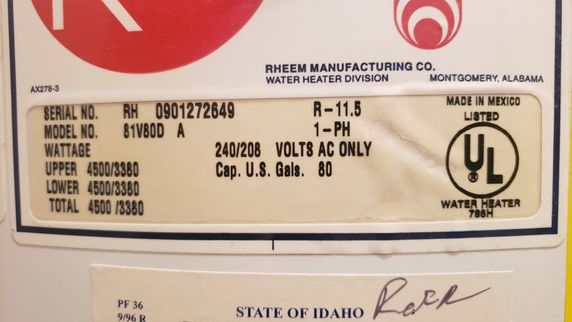 R
RHEEM MANUFACTURING CO.
WATER HEATER DIVISION MONTGOMERY, ALABAMA
AX278-3
SERIAL NO. RH 0901272649 R-11.5
MODEL NO. 81V80D A 1-PH
WATTAGE 240/208 VOLTS AC ONLY
UPPER 4500/3380 Cap. U.S. Gals. 80
LOWER 4500/3380
TOTAL 4500/3380
MADE IN MEXICO
LISTED
UL
®
WATER HEATER
786H
PF 36
9/96 R
STATE OF IDAHO